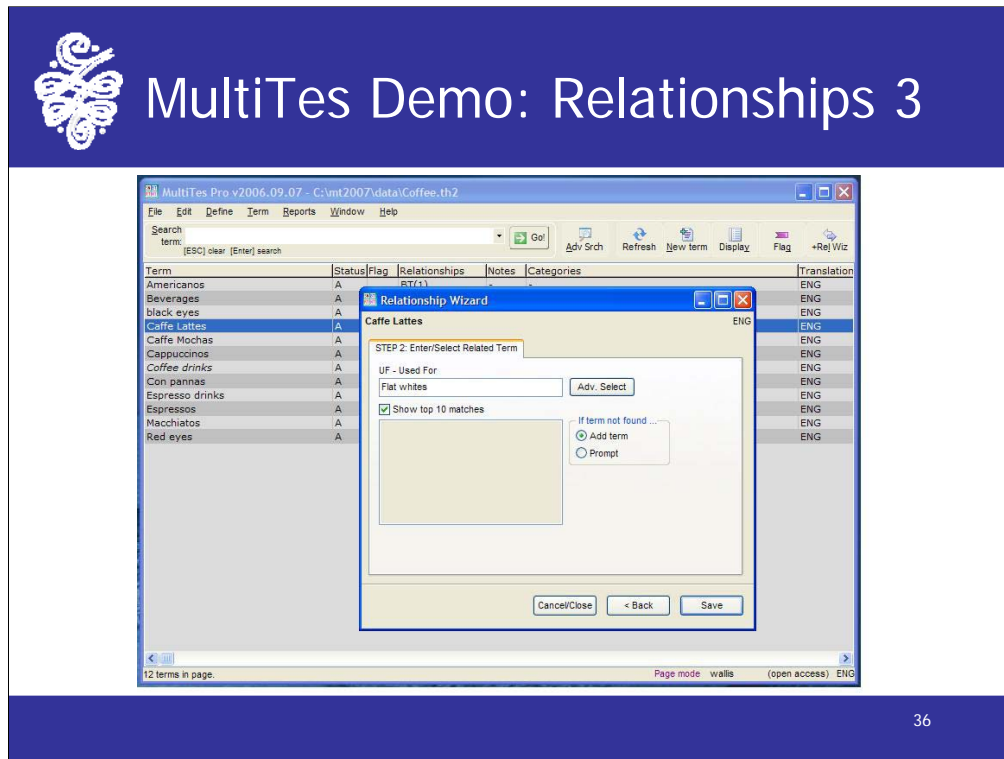 MultiTes Demo: Relationships 3
MultiTes Pro v2006.09.07 - C:\mt2007\data\Coffee.th2
File Edit Define Term Reports Window Help
Search term:
[ESC] clear [Enter] search
Go!
Adv Srch Refresh New term Display Flag +Rel Wiz
Term Status Flag Relationships Notes Categories Translation
Americanos A BT(1) - - ENG
Beverages A ENG
black eyes A ENG
Caffe Lattes A ENG
Caffe Mochas A ENG
Cappuccinos A ENG
Coffee drinks A ENG
Con pannas A ENG
Espresso drinks A ENG
Espressos A ENG
Macchiatos A ENG
Red eyes A ENG
Relationship Wizard
Caffe Lattes ENG
STEP 2: Enter/Select Related Term
UF - Used For
Flat whites Adv. Select
Show top 10 matches
If term not found ...
Add term
Prompt
Cancel/Close < Back Save
12 terms in page. Page mode wallis (open access) ENG
36